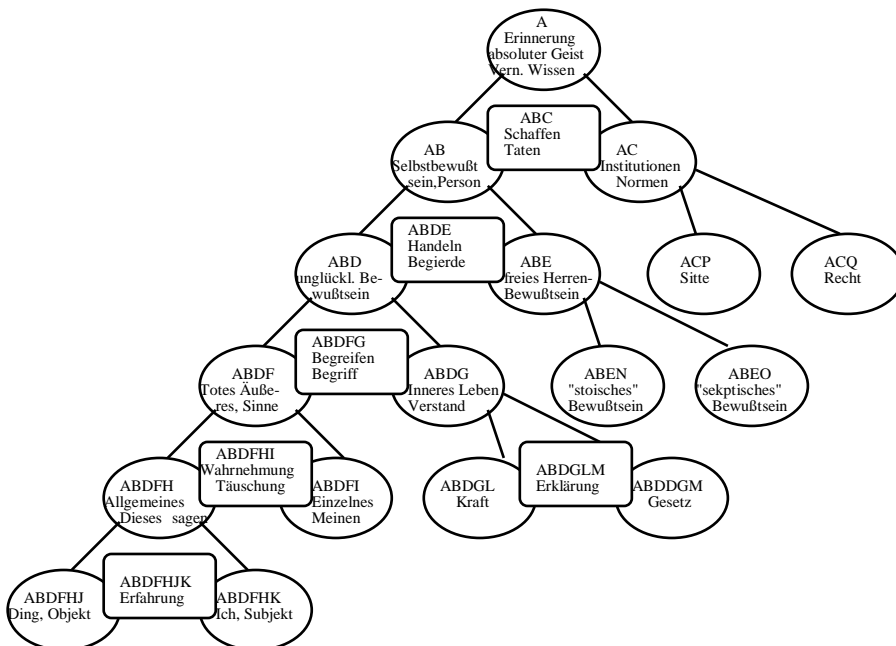 A
Erinnerung
absoluter Geist
Vern. Wissen
ABC
Schaffen
Taten
AB
Selbstbewußt
sein,Person
AC
Institutionen
Normen
ABDE
Handeln
Begierde
ABD
unglückl. Be-
wußtsein
ABE
freies Herren-
Bewußtsein
ACP
Sitte
ACQ
Recht
ABDFG
Begreifen
Begriff
ABDF
Totes Äuße-
res, Sinne
ABDG
Inneres Leben
Verstand
ABEN
"stoisches"
Bewußtsein
ABEO
"sekptisches"
Bewußtsein
ABDFHI
Wahrnehmung
Täuschung
ABDFH
Allgemeines
Dieses sagen
ABDFI
Einzelnes
Meinen
ABDGL
Kraft
ABDGLM
Erklärung
ABDDGM
Gesetz
ABDFHJK
Erfahrung
ABDFHJ
Ding, Objekt
ABDFHK
Ich, Subjekt